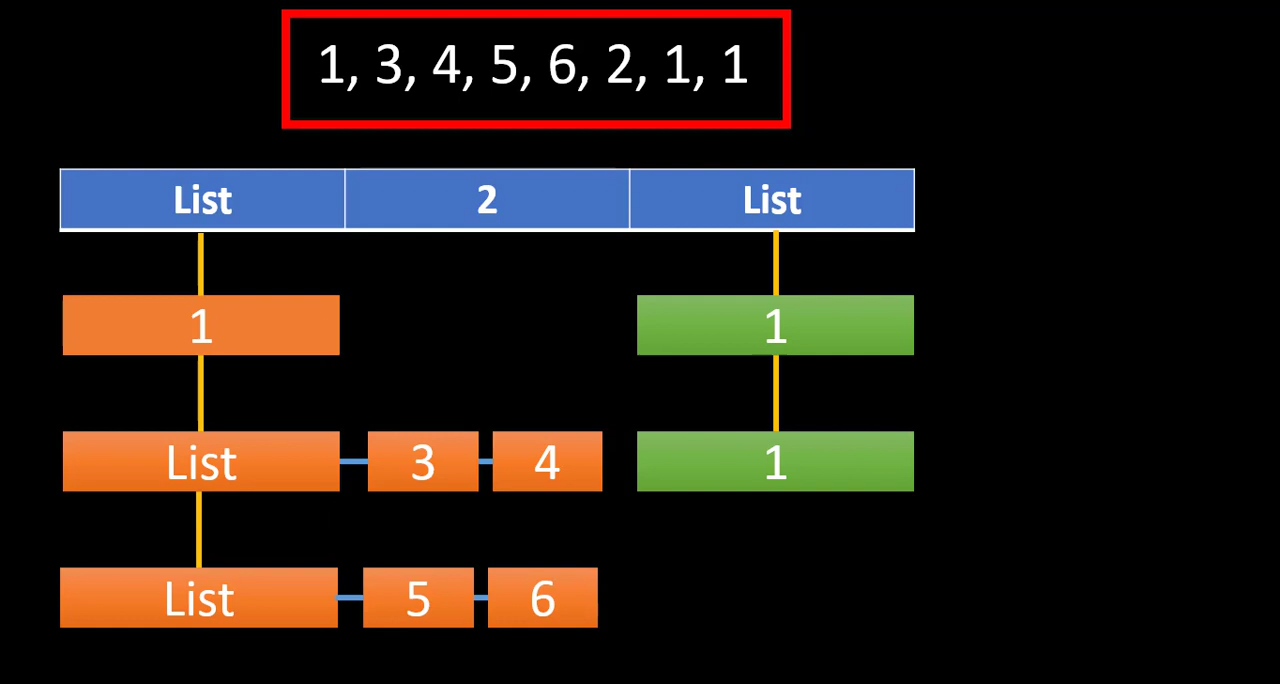 1, 3, 4, 5, 6, 2, 1, 1
List 2 List
1 1
List 3 4 1
List 5 6